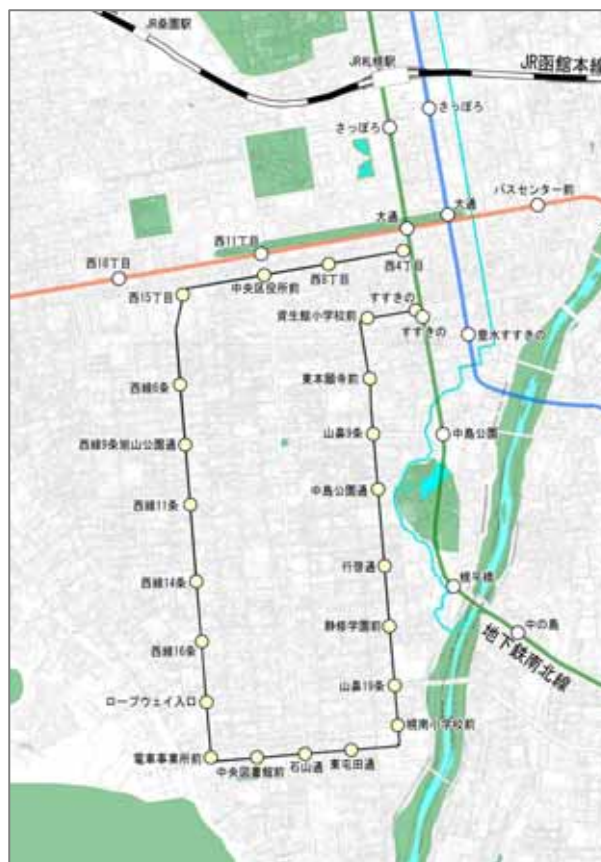 JR桑園駅
JR札幌駅
JR函館本線
さっぽろ
さっぽろ
バスセンター前
大通
大通
西11丁目
西18丁目
西4丁目
西8丁目
中央区役所前
西15丁目
すすきの
資生館小学校前
すすきの
豊水すすきの
西線6条
東本願寺前
西線9条旭山公園通
山鼻9条
中島公園
西線11条
中島公園通
西線14条
行啓通
幌平橋
静修学園前
中の島
西線16条
地下鉄南北線
ロープウェイ入口
山鼻19条
幌南小学校前
電車事業所前
中央図書館前
石山通
東屯田通